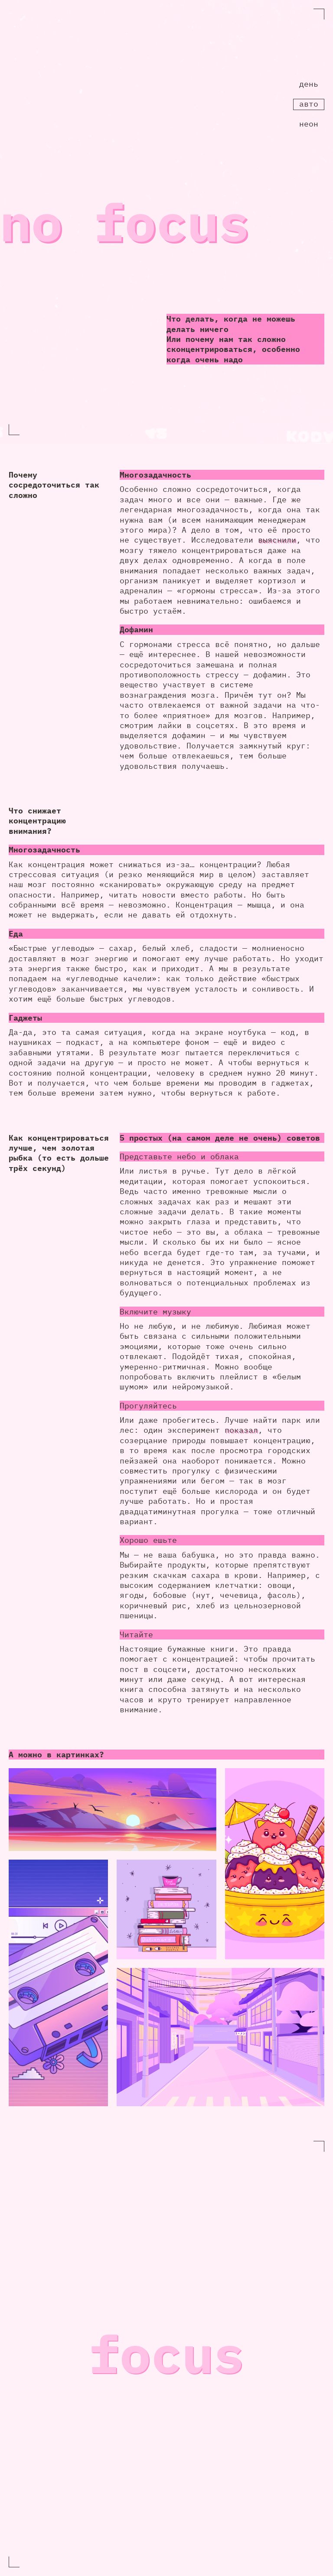 день
авто
неон
no focus
Что делать, когда не можешь
делать ничего
Или почему нам так сложно
сконцентрироваться, особенно
когда очень надо
Почему
сосредоточиться так
сложно
Многозадачность
Особенно сложно сосредоточиться, когда
задач много и все они — важные. Где же
легендарная многозадачность, когда она так
нужна вам (и всем нанимающим менеджерам
этого мира)? А дело в том, что её просто
не существует. Исследователи выяснили, что
мозгу тяжело концентрироваться даже на
двух делах одновременно. А когда в поле
внимания попадает несколько важных задач,
организм паникует и выделяет кортизол и
адреналин — «гормоны стресса». Из-за этого
мы работаем невнимательно: ошибаемся и
быстро устаём.
Дофамин
С гормонами стресса всё понятно, но дальше
— ещё интереснее. В нашей невозможности
сосредоточиться замешана и полная
противоположность стрессу — дофамин. Это
вещество участвует в системе
вознаграждения мозга. Причём тут он? Мы
часто отвлекаемся от важной задачи на что-
то более «приятное» для мозгов. Например,
смотрим лайки в соцсетях. В это время и
выделяется дофамин — и мы чувствуем
удовольствие. Получается замкнутый круг:
чем больше отвлекаешься, тем больше
удовольствия получаешь.
Что снижает
концентрацию
внимания?
Многозадачность
Как концентрация может снижаться из-за… концентрации? Любая
стрессовая ситуация (и резко меняющийся мир в целом) заставляет
наш мозг постоянно «сканировать» окружающую среду на предмет
опасности. Например, читать новости вместо работы. Но быть
собранными всё время — невозможно. Концентрация — мышца, и она
может не выдержать, если не давать ей отдохнуть.
Еда
«Быстрые углеводы» — сахар, белый хлеб, сладости — молниеносно
доставляют в мозг энергию и помогают ему лучше работать. Но уходит
эта энергия также быстро, как и приходит. А мы в результате
попадаем на «углеводные качели»: как только действие «быстрых
углеводов» заканчивается, мы чувствуем усталость и сонливость. И
хотим ещё больше быстрых углеводов.
Гаджеты
Да-да, это та самая ситуация, когда на экране ноутбука — код, в
наушниках — подкаст, а на компьютере фоном — ещё и видео с
забавными утятами. В результате мозг пытается переключиться с
одной задачи на другую — и просто не может. А чтобы вернуться к
состоянию полной концентрации, человеку в среднем нужно 20 минут.
Вот и получается, что чем больше времени мы проводим в гаджетах,
тем больше времени затем нужно, чтобы вернуться к работе.
Как концентрироваться
лучше, чем золотая
рыбка (то есть дольше
трёх секунд)
5 простых (на самом деле не очень) советов
Представьте небо и облака
Или листья в ручье. Тут дело в лёгкой
медитации, которая помогает успокоиться.
Ведь часто именно тревожные мысли о
сложных задачах как раз и мешают эти
сложные задачи делать. В такие моменты
можно закрыть глаза и представить, что
чистое небо — это вы, а облака — тревожные
мысли. И сколько бы их ни было — ясное
небо всегда будет где-то там, за тучами, и
никуда не денется. Это упражнение поможет
вернуться в настоящий момент, а не
волноваться о потенциальных проблемах из
будущего.
Включите музыку
Но не любую, и не любимую. Любимая может
быть связана с сильными положительными
эмоциями, которые тоже очень сильно
отвлекают. Подойдёт тихая, спокойная,
умеренно-ритмичная. Можно вообще
попробовать включить плейлист в «белым
шумом» или нейромузыкой.
Прогуляйтесь
Или даже пробегитесь. Лучше найти парк или
лес: один эксперимент показал, что
созерцание природы повышает концентрацию,
в то время как после просмотра городских
пейзажей она наоборот понижается. Можно
совместить прогулку с физическими
упражнениями или бегом — так в мозг
поступит ещё больше кислорода и он будет
лучше работать. Но и простая
двадцатиминутная прогулка — тоже отличный
вариант.
Хорошо ешьте
Мы — не ваша бабушка, но это правда важно.
Выбирайте продукты, которые препятствуют
резким скачкам сахара в крови. Например, с
высоким содержанием клетчатки: овощи,
ягоды, бобовые (нут, чечевица, фасоль),
коричневый рис, хлеб из цельнозерновой
пшеницы.
Читайте
Настоящие бумажные книги. Это правда
помогает с концентрацией: чтобы прочитать
пост в соцсети, достаточно нескольких
минут или даже секунд. А вот интересная
книга способна затянуть и на несколько
часов и круто тренирует направленное
внимание.
А можно в картинках?
focus